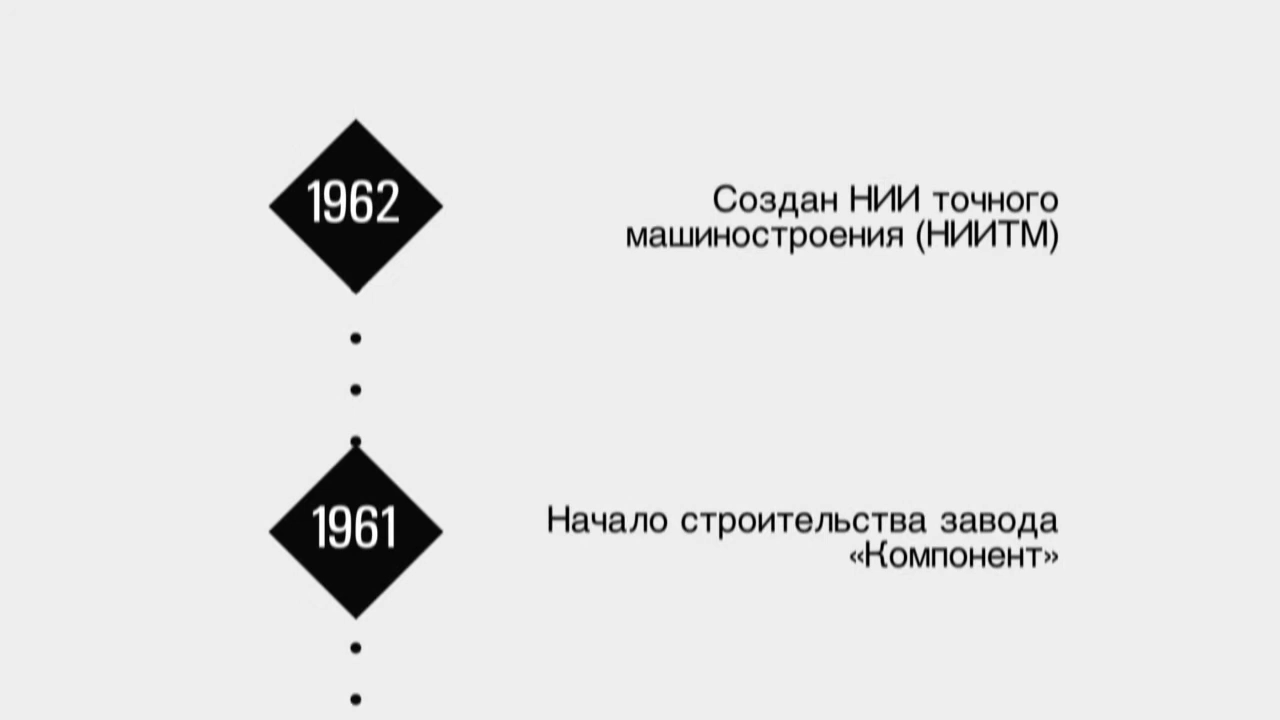 1962
Создан НИИ точного
машиностроения (НИИТМ)
1961
Начало строительства завода
«Компонент»